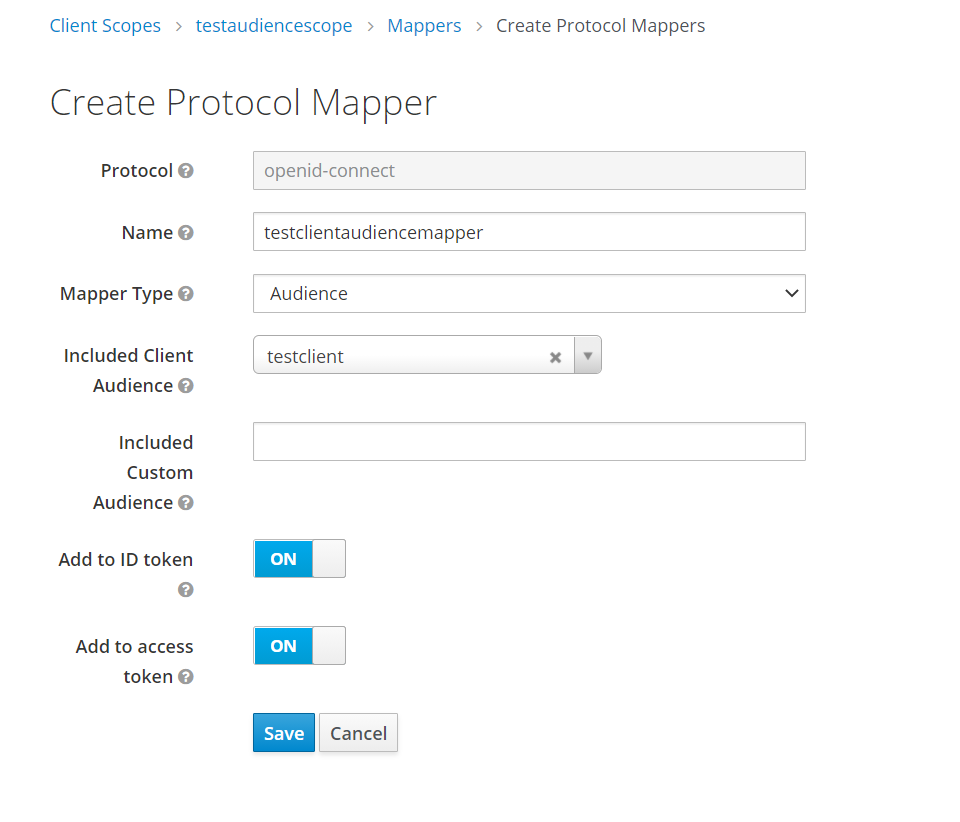 Client Scopes > testaudiencescope > Mappers > Create Protocol Mappers
Create Protocol Mapper
Protocol ?
openid-connect
Name ?
testclientaudiencemapper
Mapper Type ?
Audience
Included Client
Audience ?
testclient
Included
Custom
Audience ?
Add to ID token
?
ON
Add to access
token ?
ON
Save
Cancel